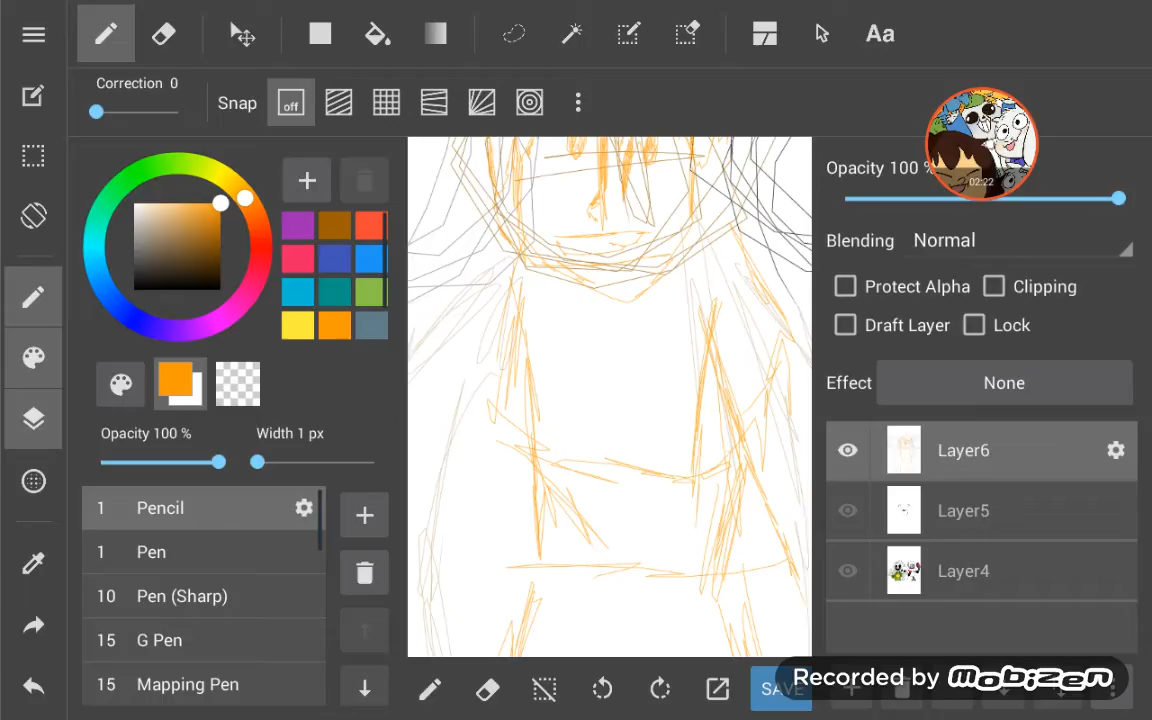 Aa
Correction 0
Snap
off
Opacity 100 %
02:22
Blending
Normal
Protect Alpha
Clipping
Draft Layer
Lock
Effect
None
Opacity 100 %
Width 1 px
Layer6
1 Pencil
Layer5
1 Pen
Layer4
10 Pen (Sharp)
15 G Pen
15 Mapping Pen
SAVE
Recorded by MOBIZEN